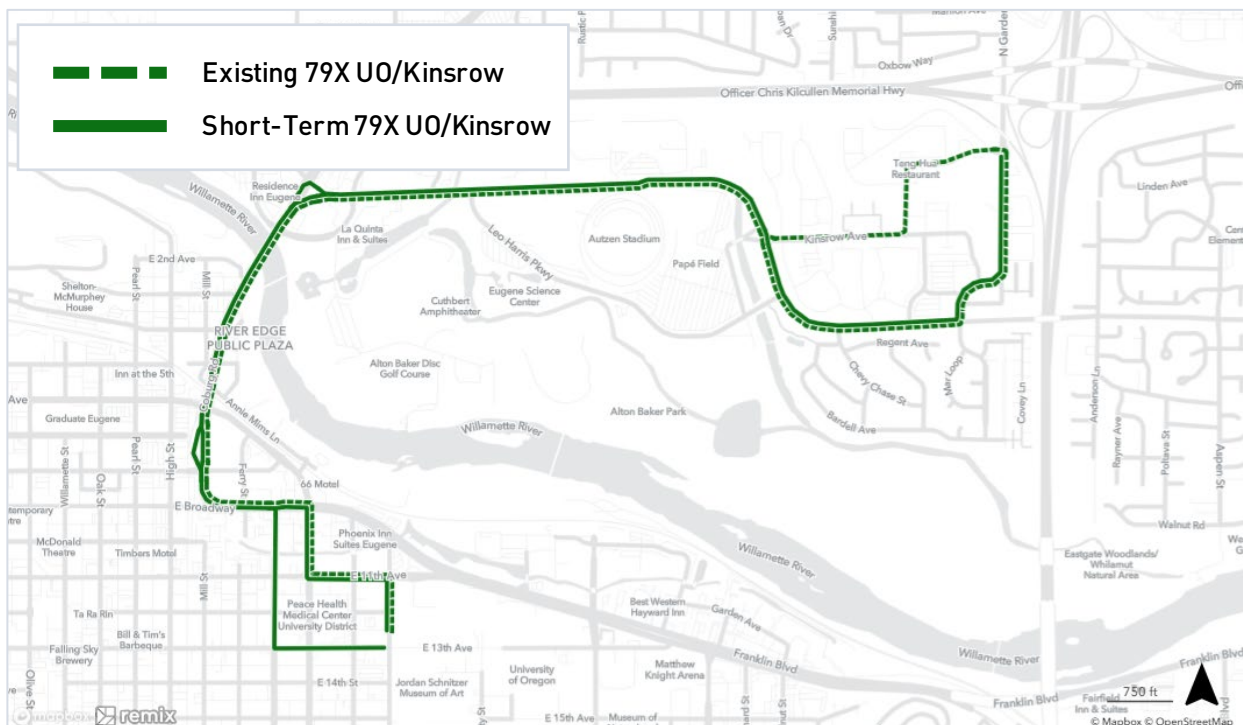 Existing 79X UO/Kinsrow
Short-Term 79X UO/Kinsrow
Oxbow Way
Officer Chris Kilcullen Memorial Hwy
N Garden
Teng Hua
Restaurant
Linden Ave
Residence
Inn Eugene
Willamette River
La Quitna
Inn & Suites
Leo Harris Pkwy
Autzen Stadium
Kinsrow Ave
Papé Field
E 2nd Ave
Pearl St
Mill St
Shelton-
McMurphey
House
Cuthbert
Amphitheater
Eugene Science
Center
RIVER EDGE
PUBLIC PLAZA
Regent Ave
Alton Baker Disc
Golf Course
Inn at the 5th
Coburg Rd
Chevy Chase St
Mar Loop
Covey Ln
Anderson Ln
Rayner Ave
Poltava St
Aspen St
Ave
Graduate Eugene
Annie Mims Ln
Alton Baker Park
Bardell Ave
Willamette River
Willamette St
Oak St
Pearl St
High St
Ferry St
66 Motel
E Broadway
Walnut Rd
McDonald
Theatre
Timbers Motel
Phoenix Inn
Suites Eugene
Willamette River
Eastgate Woodlands/
Whilamut
Natural Area
E 11th Ave
Mill St
Ta Ra Rin
Peace Health
Medical Center
University District
Best Western
Hayward Inn
Garden Ave
Bill & Tim's
Barbeque
Falling Sky
Brewery
E 13th Ave
University of
Oregon
Matthew
Knight Arena
Franklin Blvd
Willamette River
Franklin Blvd
Olive St
E 14th St
Jordan Schnitzer
Museum of Art
750 ft
Franklin Blvd
Fairfield
Inn & Suites
E 15th Ave
Museum of
mapbox remix
© Mapbox © OpenStreetMap